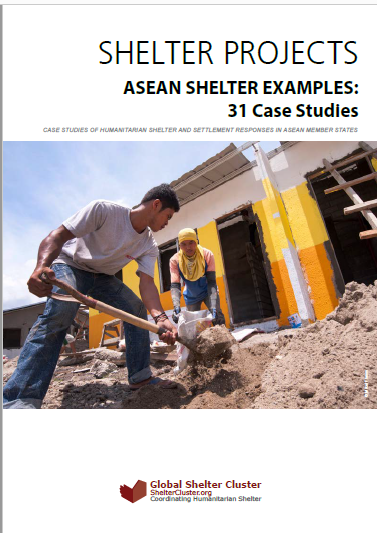 SHELTER PROJECTS
ASEAN SHELTER EXAMPLES:
31 Case Studies
CASE STUDIES OF HUMANITARIAN SHELTER AND SETTLEMENT RESPONSES IN ASEAN MEMBER STATES
Global Shelter Cluster
ShelterCluster.org
Coordinating Humanitarian Shelter